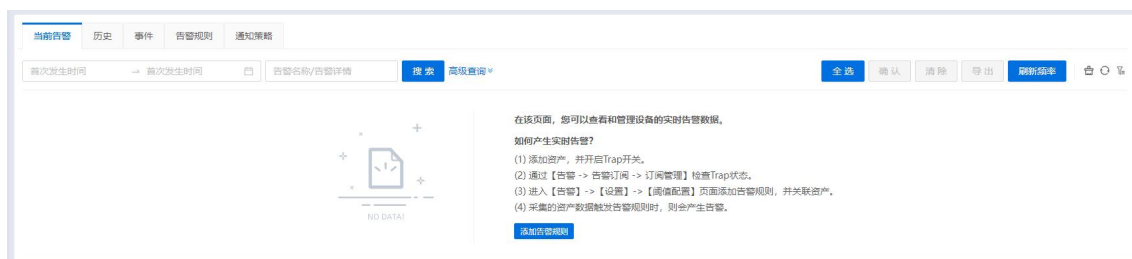 当前告警 历史 事件 告警规则 通知策略
首次发生时间 → 首次发生时间 告警名称/告警详情 搜 索 高级查询 全 选 确 认 清 除 导 出 刷新频率
在该页面，您可以查看和管理设备的实时告警数据。
如何产生实时告警?
(1) 添加资产，并开启Trap开关。
(2) 通过【告警 -> 告警订阅 -> 订阅管理】检查Trap状态。
(3) 进入【告警】->【设置】->【阈值配置】页面添加告警规则，并关联资产。
(4) 采集的资产数据触发告警规则时，则会产生告警。
NO DATA!
添加告警规则